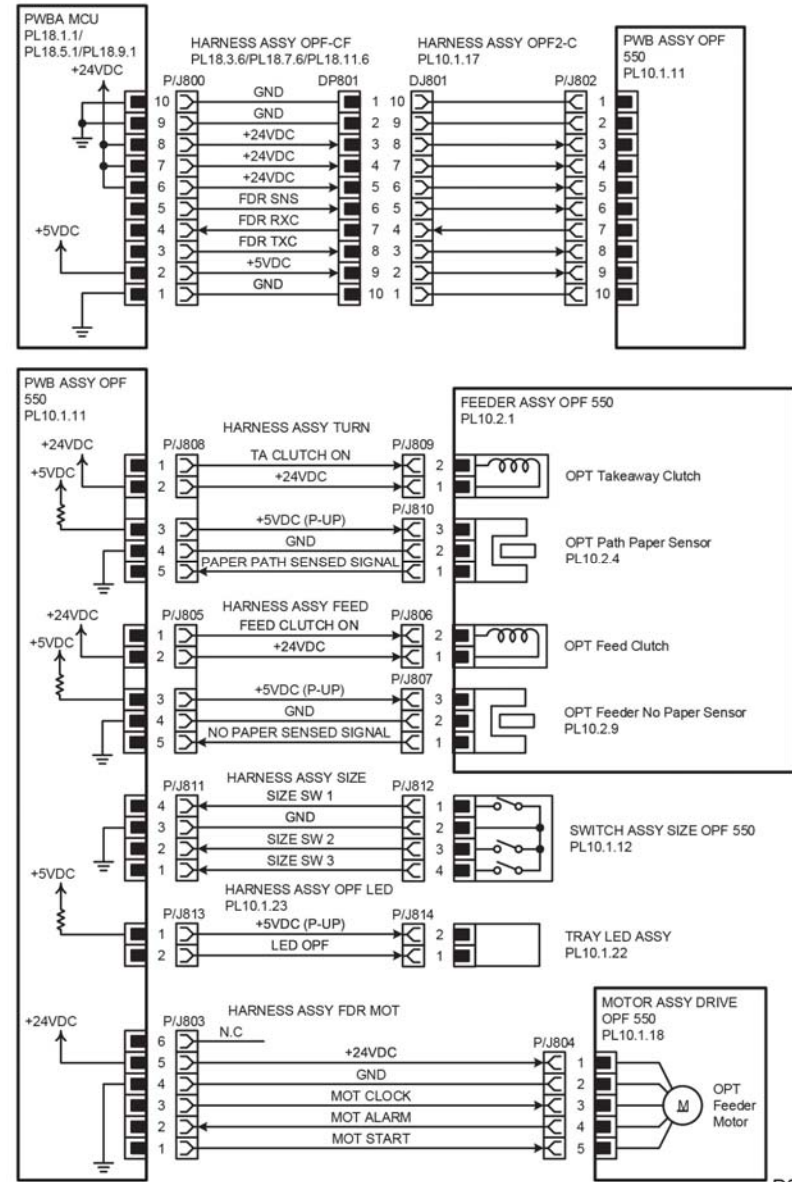 PWBA MCU
PL18.1.1/
PL18.5.1/PL18.9.1
+24VDC
+5VDC
HARNESS ASSY OPF-CF
PL18.3.6/PL18.7.6/PL18.11.6
HARNESS ASSY OPF2-C
PL10.1.17
PWB ASSY OPF
550
PL10.1.11
P/J800 DP801 DJ801 P/J802
10 GND 1 10 1
9 GND 2 9 2
8 +24VDC 3 8 3
7 +24VDC 4 7 4
6 +24VDC 5 6 5
5 FDR SNS 6 5 6
4 FDR RXC 7 4 7
3 FDR TXC 8 3 8
2 +5VDC 9 2 9
1 GND 10 1 10
PWB ASSY OPF
550
PL10.1.11
FEEDER ASSY OPF 550
PL10.2.1
HARNESS ASSY TURN
+24VDC
+5VDC
P/J808 P/J809
1 TA CLUTCH ON 2
2 +24VDC 1
OPT Takeaway Clutch
P/J810
3 +5VDC (P-UP) 3
4 GND 2
5 PAPER PATH SENSED SIGNAL 1
OPT Path Paper Sensor
PL10.2.4
HARNESS ASSY FEED
+24VDC
+5VDC
P/J805 P/J806
1 FEED CLUTCH ON 2
2 +24VDC 1
OPT Feed Clutch
P/J807
3 +5VDC (P-UP) 3
4 GND 2
5 NO PAPER SENSED SIGNAL 1
OPT Feeder No Paper Sensor
PL10.2.9
HARNESS ASSY SIZE
P/J811 P/J812
4 SIZE SW 1 1
3 GND 2
2 SIZE SW 2 3
1 SIZE SW 3 4
SWITCH ASSY SIZE OPF 550
PL10.1.12
+5VDC
HARNESS ASSY OPF LED
PL10.1.23
P/J813 P/J814
1 +5VDC (P-UP) 2
2 LED OPF 1
TRAY LED ASSY
PL10.1.22
+24VDC
HARNESS ASSY FDR MOT
P/J803 P/J804
6 N.C
5 +24VDC 1
4 GND 2
3 MOT CLOCK 3
2 MOT ALARM 4
1 MOT START 5
MOTOR ASSY DRIVE
OPF 550
PL10.1.18
M
OPT
Feeder
Motor